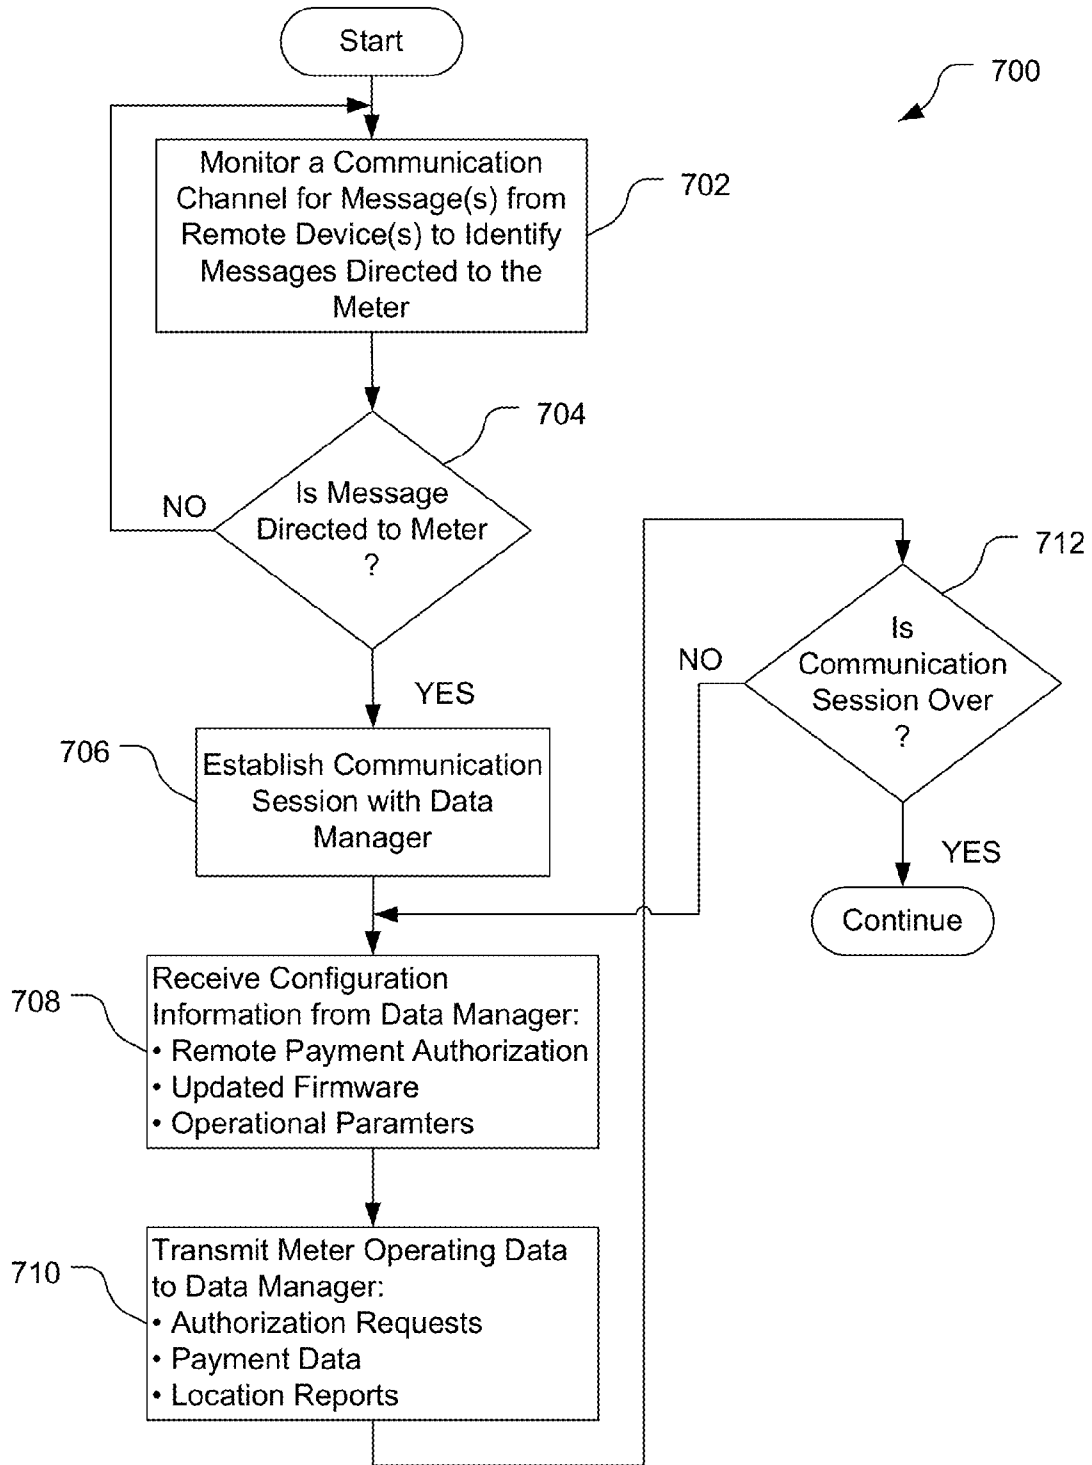 Start
700
Monitor a Communication
Channel for Message(s) from
Remote Device(s) to Identify
Messages Directed to the
Meter
702
704
Is Message
Directed to Meter
?
NO
YES
706
Establish Communication
Session with Data
Manager
708
Receive Configuration
Information from Data Manager:
• Remote Payment Authorization
• Updated Firmware
• Operational Paramters
710
Transmit Meter Operating Data
to Data Manager:
• Authorization Requests
• Payment Data
• Location Reports
712
Is
Communication
Session Over
?
NO
YES
Continue